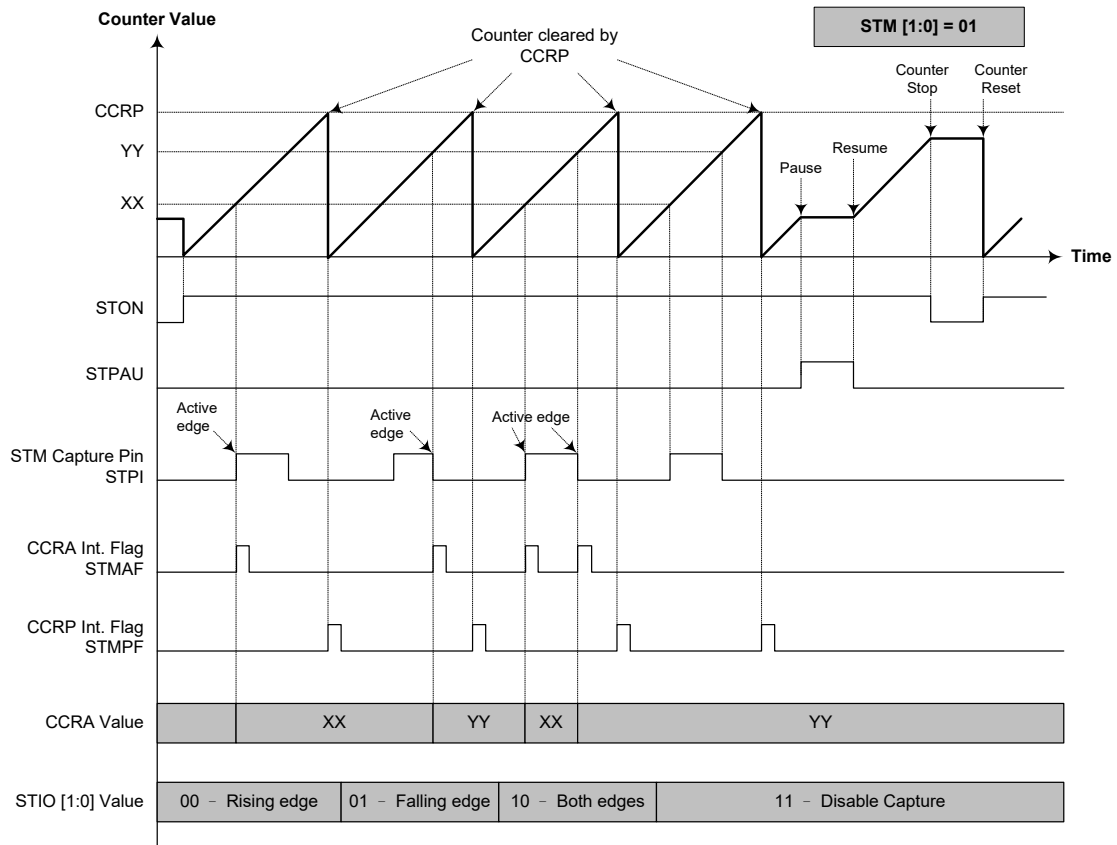 Counter Value
STM [1:0] = 01
Counter cleared by
CCRP
Counter
Stop
Counter
Reset
CCRP
YY
Resume
Pause
XX
Time
STON
STPAU
Active
edge
Active
edge
Active edge
STM Capture Pin
STPI
CCRA Int. Flag
STMAF
CCRP Int. Flag
STMPF
CCRA Value
XX
YY
XX
YY
STIO [1:0] Value
00 – Rising edge
01 – Falling edge
10 – Both edges
11 – Disable Capture